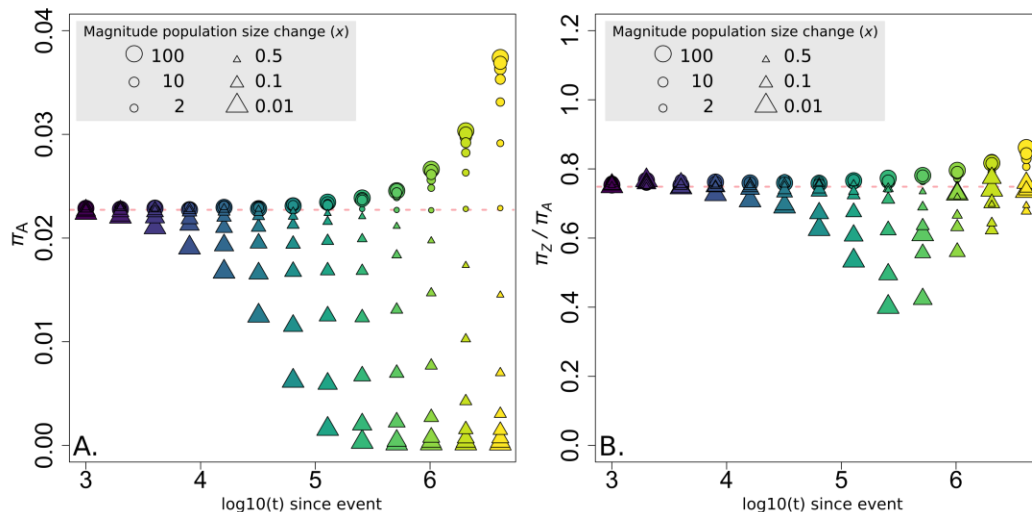 Magnitude population size change (x)
100 0.5
10 0.1
2 0.01
πA
0.04
0.03
0.02
0.01
0.00
A.
3 4 5 6
log10(t) since event
Magnitude population size change (x)
100 0.5
10 0.1
2 0.01
πZ / πA
1.2
1.0
0.8
0.6
0.4
0.2
0.0
B.
3 4 5 6
log10(t) since event